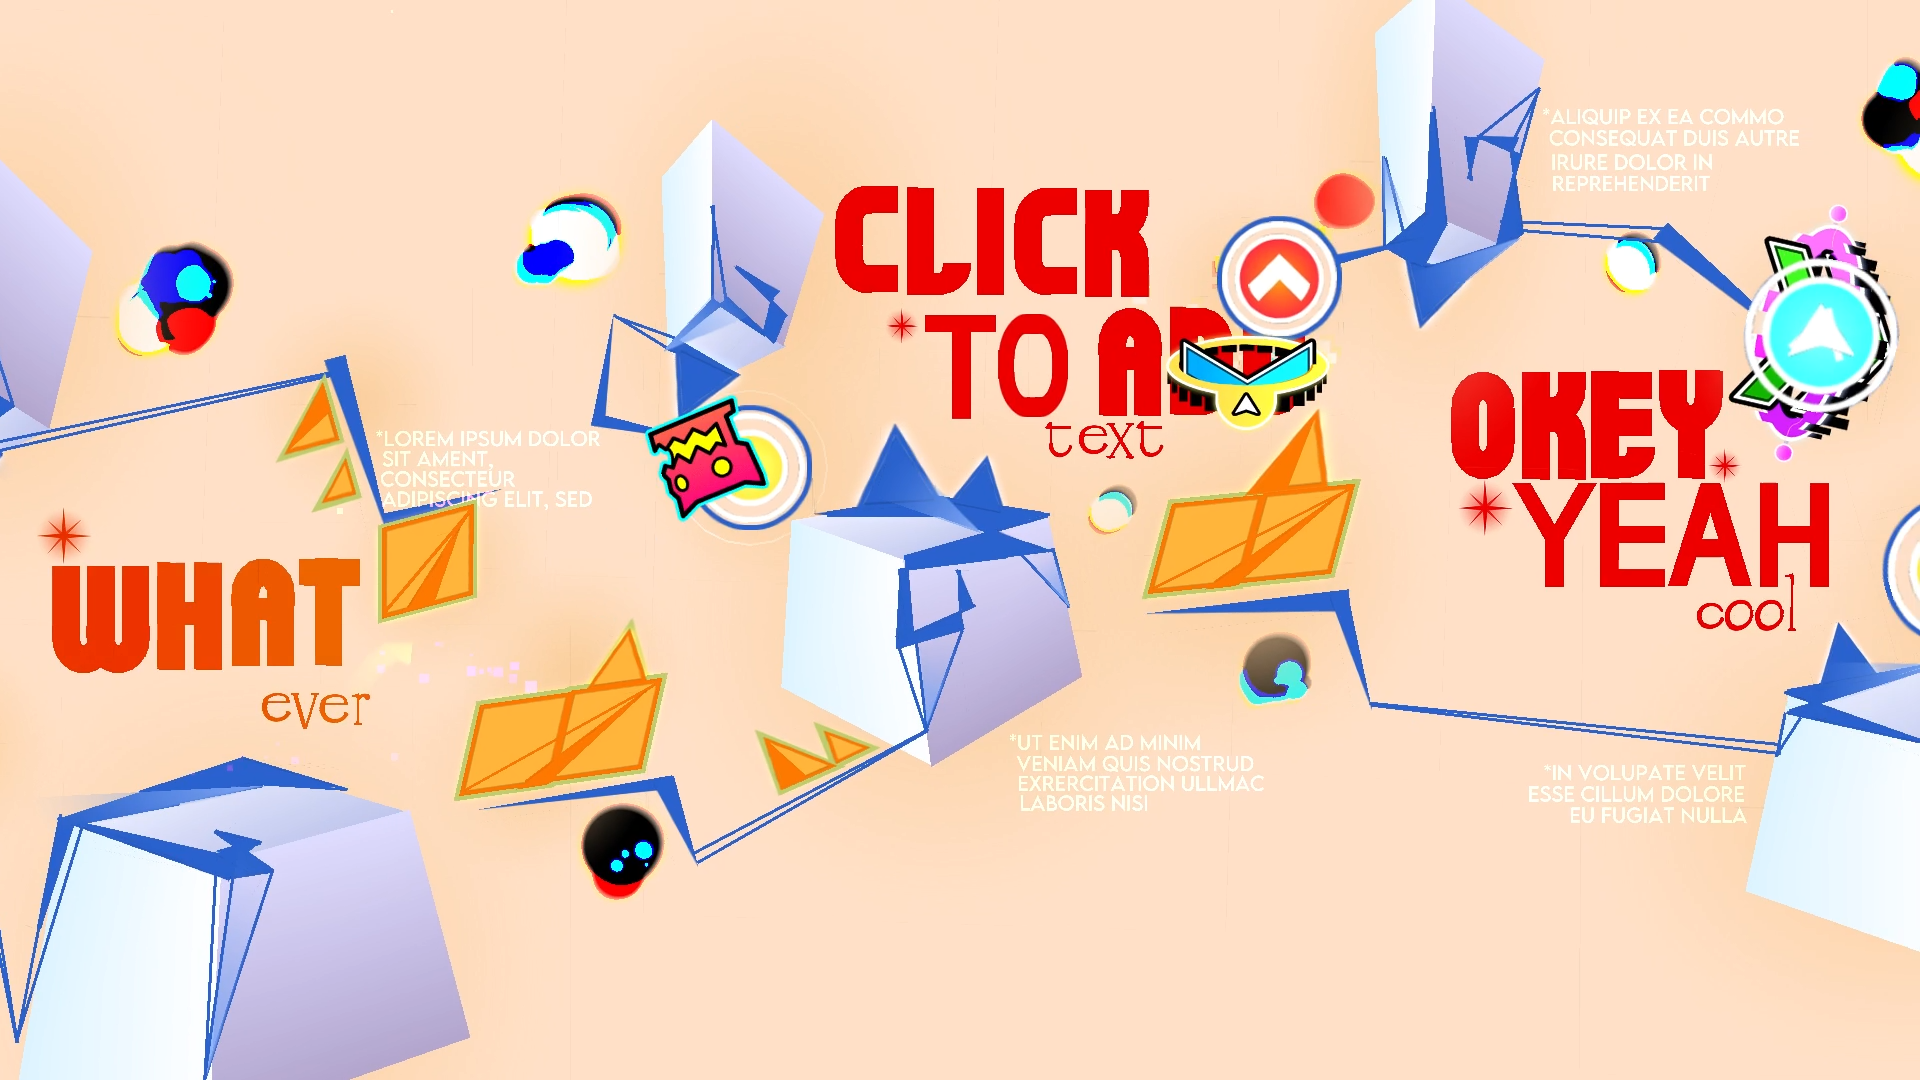 *LOREM IPSUM DOLOR
SIT AMENT,
CONSECTEUR
ADIPISCING ELIT, SED
WHAT
ever
CLICK
TO
text
*UT ENIM AD MINIM
VENIAM QUIS NOSTRUD
EXRERCITATION ULLMAC
LABORIS NISI
*ALIQUIP EX EA COMMO
CONSEQUAT DUIS AUTRE
IRURE DOLOR IN
REPREHENDERIT
OKEY
YEAH
cool
*IN VOLUPATE VELIT
ESSE CILLUM DOLORE
EU FUGIAT NULLA